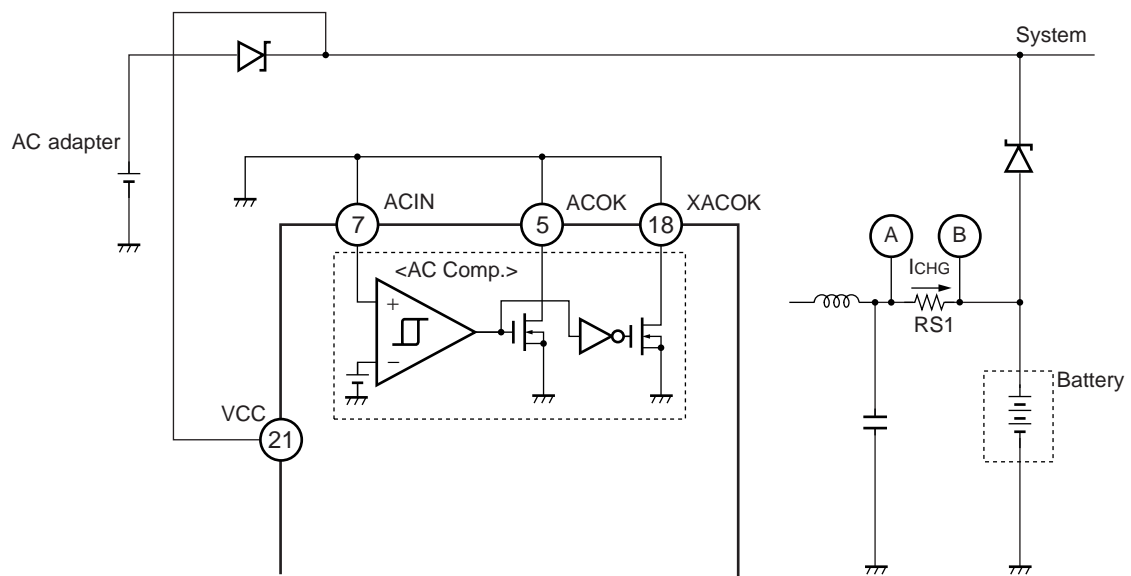 System
AC adapter
ACIN
ACOK
XACOK
7
5
18
A
B
<AC Comp.>
ICHG
+
−
RS1
VCC
21
Battery